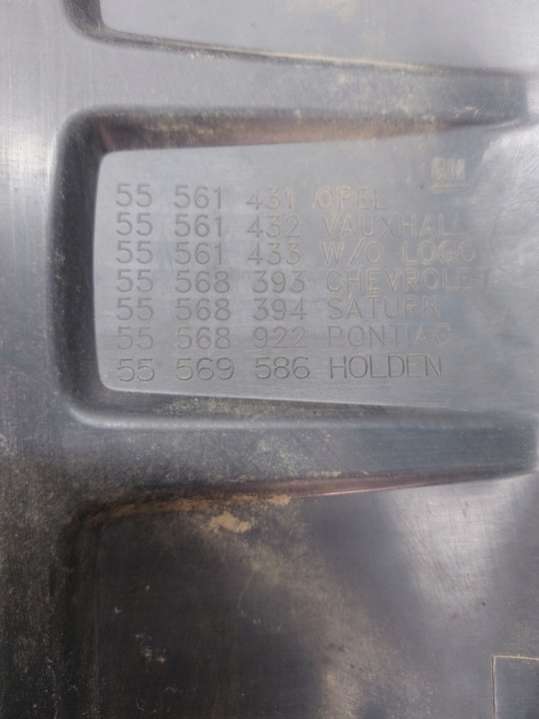 GM
55 561 431 OPEL
55 561 432 VAUXHALL
55 561 433 W/O LOGO
55 568 393 CHEVROLET
55 568 394 SATURN
55 568 922 PONTIAC
55 569 586 HOLDEN